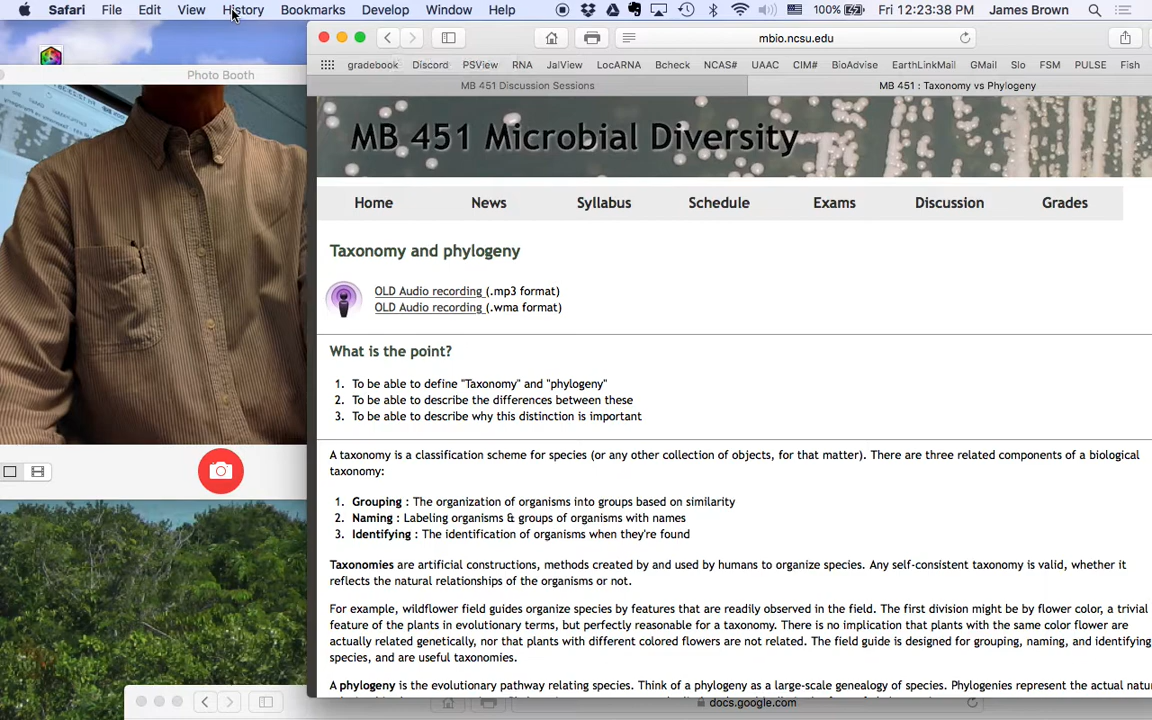 Safari File Edit View History Bookmarks Develop Window Help 100% Fri 12:23:38 PM James Brown
Photo Booth
mbio.ncsu.edu
gradebook Discord PSView RNA JalView LocARNA Bcheck NCAS# UAAC CIM# BioAdvise EarthLinkMail GMail Slo FSM PULSE Fish
MB 451 Discussion Sessions MB 451 : Taxonomy vs Phylogeny
MB 451 Microbial Diversity
Home News Syllabus Schedule Exams Discussion Grades
Taxonomy and phylogeny
OLD Audio recording (.mp3 format)
OLD Audio recording (.wma format)
What is the point?
1. To be able to define "Taxonomy" and "phylogeny"
2. To be able to describe the differences between these
3. To be able to describe why this distinction is important
A taxonomy is a classification scheme for species (or any other collection of objects, for that matter). There are three related components of a biological
taxonomy:
1. Grouping : The organization of organisms into groups based on similarity
2. Naming : Labeling organisms & groups of organisms with names
3. Identifying : The identification of organisms when they're found
Taxonomies are artificial constructions, methods created by and used by humans to organize species. Any self-consistent taxonomy is valid, whether it
reflects the natural relationships of the organisms or not.
For example, wildflower field guides organize species by features that are readily observed in the field. The first division might be by flower color, a trivial
feature of the plants in evolutionary terms, but perfectly reasonable for a taxonomy. There is no implication that plants with the same color flower are
actually related genetically, nor that plants with different colored flowers are not related. The field guide is designed for grouping, naming, and identifying
species, and are useful taxonomies.
A phylogeny is the evolutionary pathway relating species. Think of a phylogeny as a large-scale genealogy of species. Phylogenies represent the actual
docs.google.com